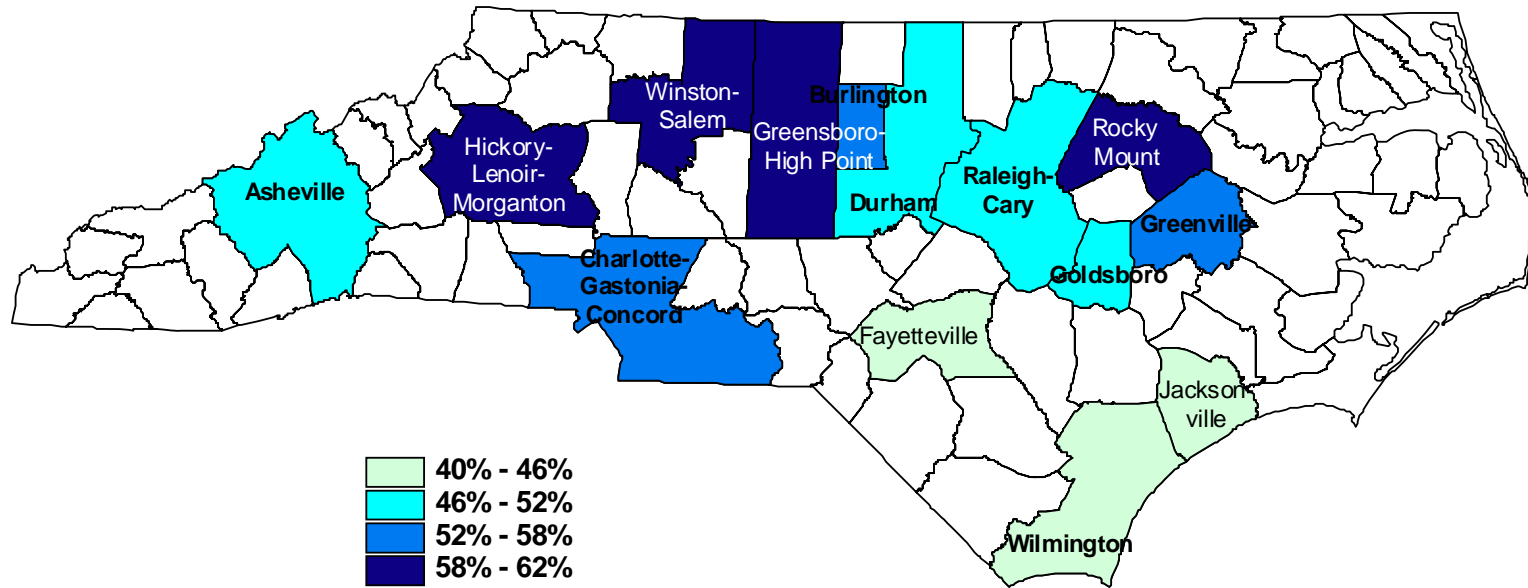 Winston-
Salem
Burlington
Greensboro-
High Point
Rocky
Mount
Hickory-
Lenoir-
Morganton
Asheville
Raleigh-
Cary
Durham
Greenville
Charlotte-
Gastonia-
Concord
Goldsboro
Fayetteville
Jackson-
ville
Wilmington
40% - 46%
46% - 52%
52% - 58%
58% - 62%